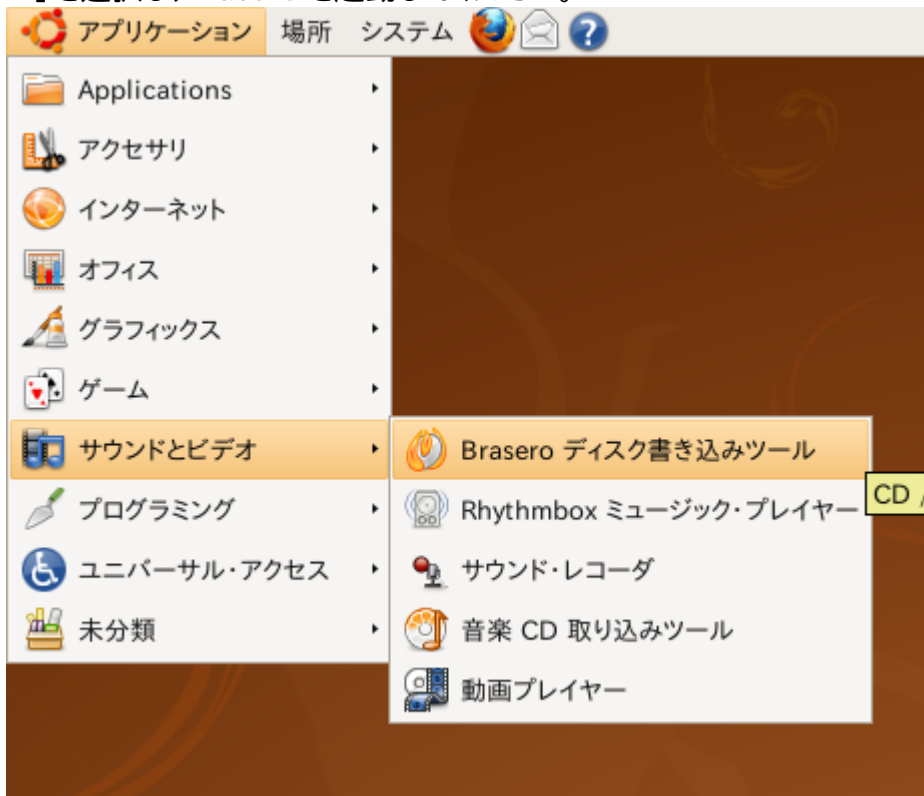 アプリケーション 場所 システム
Applications
アクセサリ
インターネット
オフィス
グラフィックス
ゲーム
サウンドとビデオ
プログラミング
ユニバーサル・アクセス
未分類
Brasero ディスク書き込みツール
Rhythmbox ミュージック・プレイヤー
サウンド・レコーダ
音楽 CD 取り込みツール
動画プレイヤー
CD /